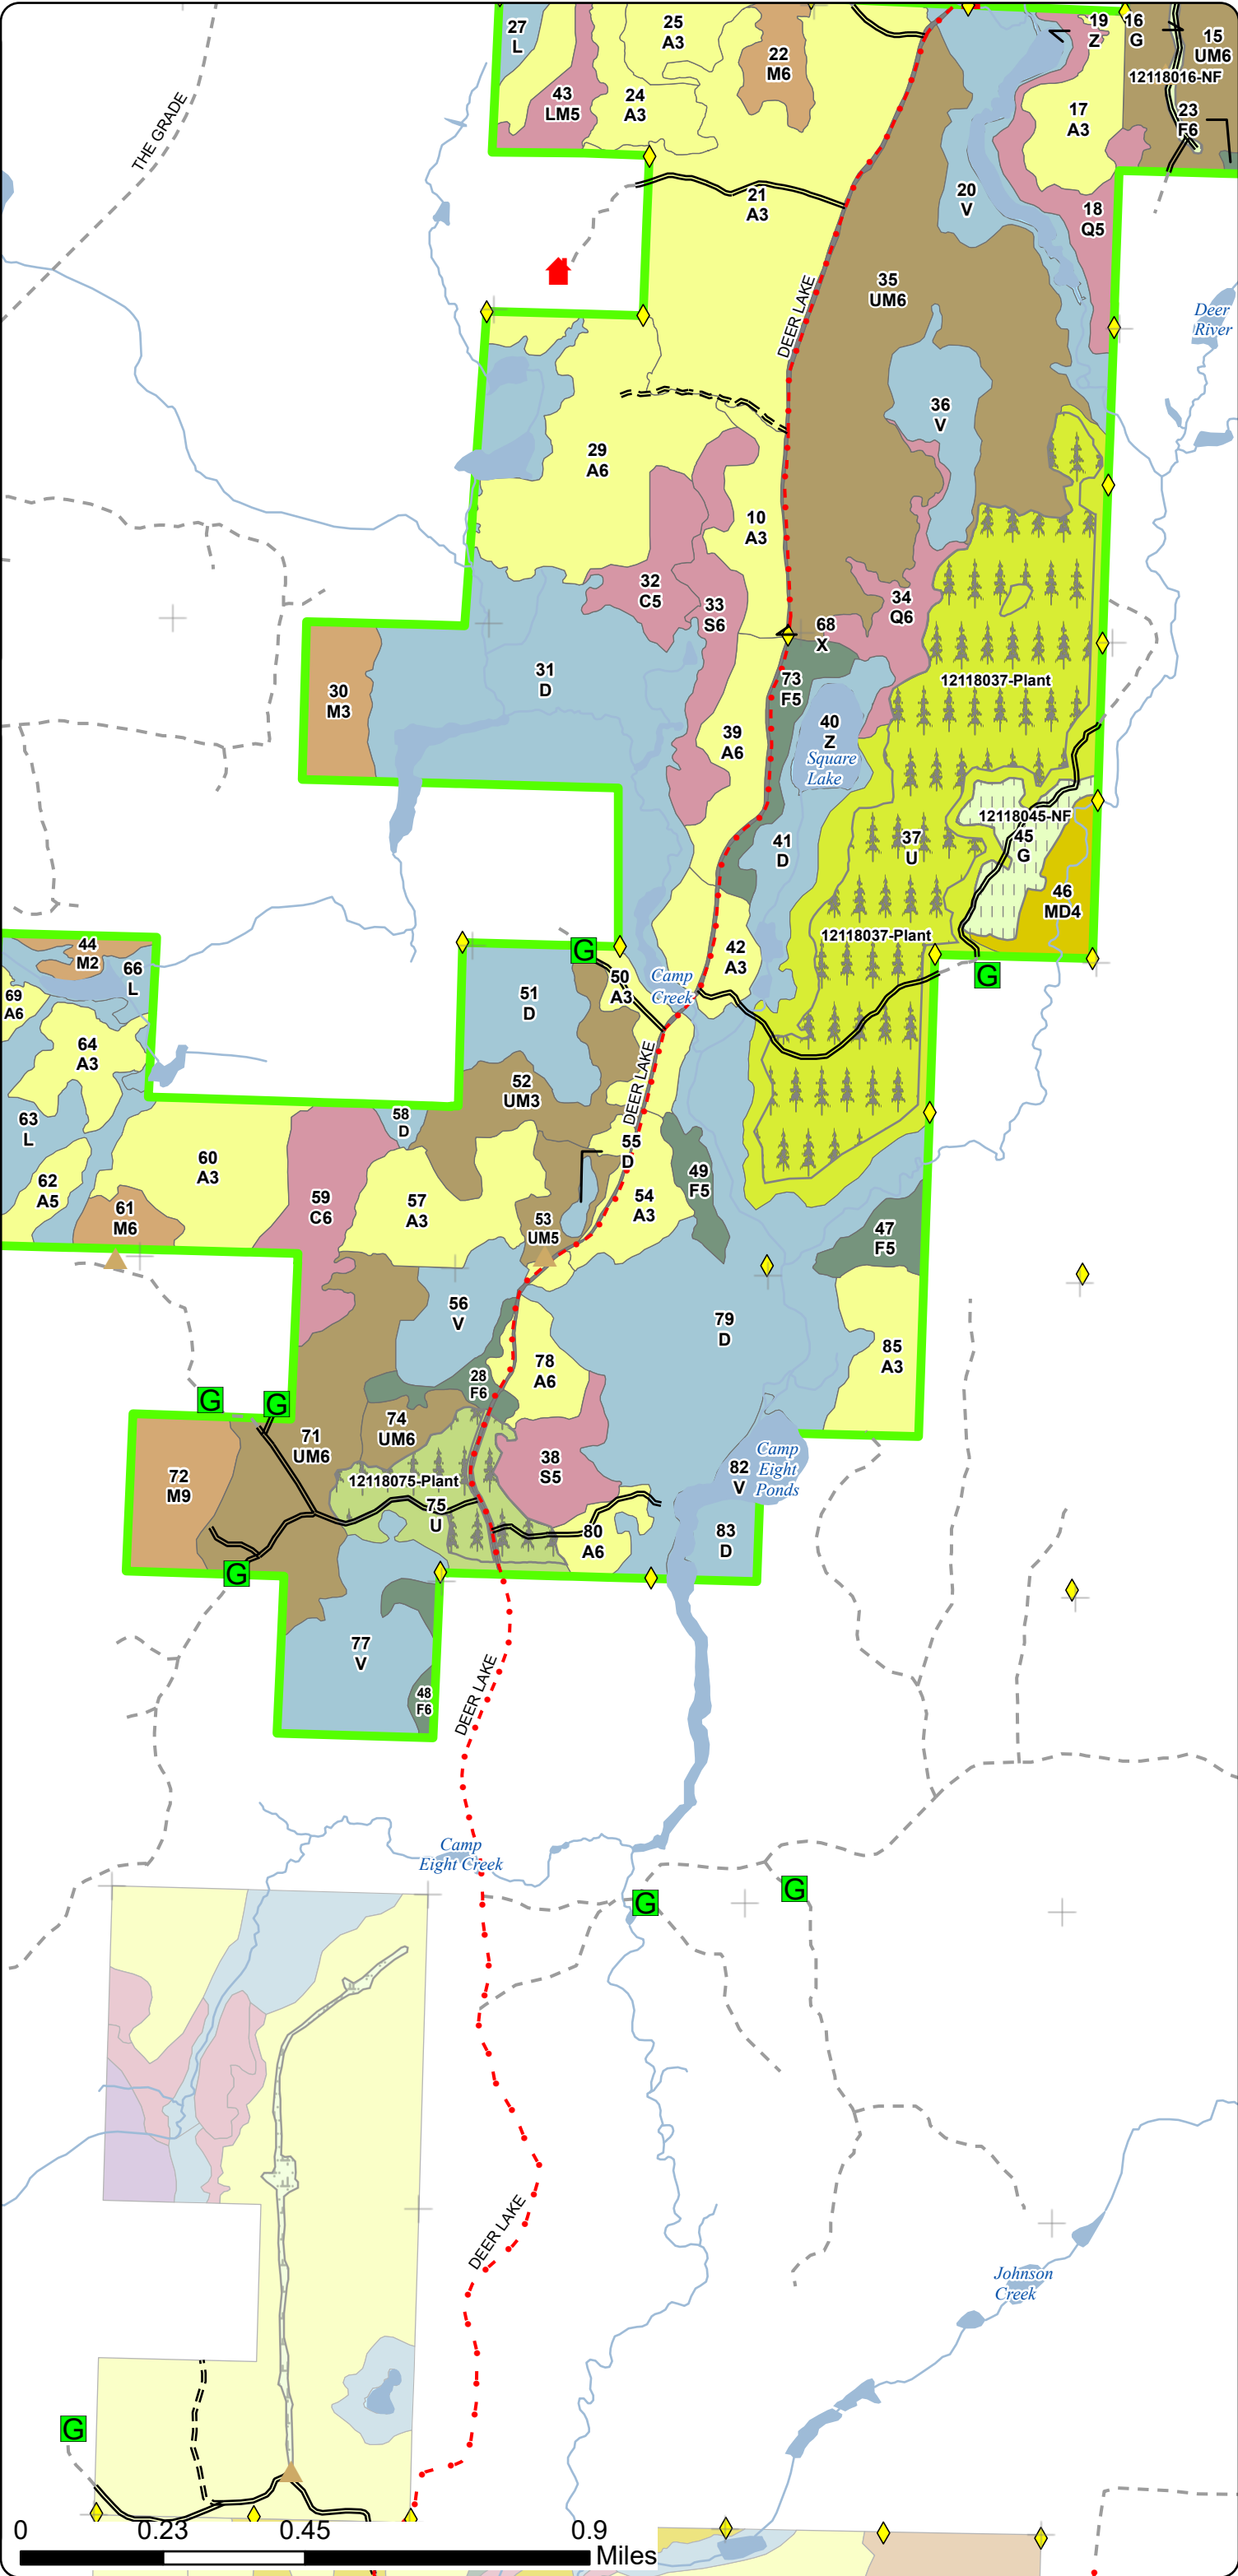 27
L
25
A3
22
M6
19
Z
16
G
15
UM6
12118016-NF
43
LM5
24
A3
17
A3
23
F6
THE GRADE
21
A3
20
V
18
Q5
35
UM6
DEER LAKE
Deer
River
36
V
29
A6
10
A3
32
C5
33
S6
34
Q6
68
X
31
D
30
M3
73
F5
12118037-Plant
40
Z
Square
Lake
39
A6
12118045-NF
45
G
37
U
41
D
46
MD4
12118037-Plant
44
M2
66
L
G
42
A3
50
A3
Camp
Creek
G
69
A6
51
D
64
A3
DEER LAKE
52
UM3
63
L
58
D
55
D
60
A3
49
F5
62
A5
59
C6
57
A3
54
A3
61
M6
53
UM5
47
F5
56
V
79
D
85
A3
78
A6
28
F6
G
G
74
UM6
71
UM6
38
S5
Camp
Eight
Ponds
82
V
72
M9
12118075-Plant
75
U
80
A6
83
D
G
77
V
48
F6
DEER LAKE
Camp
Eight Creek
G
G
DEER LAKE
Johnson
Creek
G
0
0.23
0.45
0.9
Miles